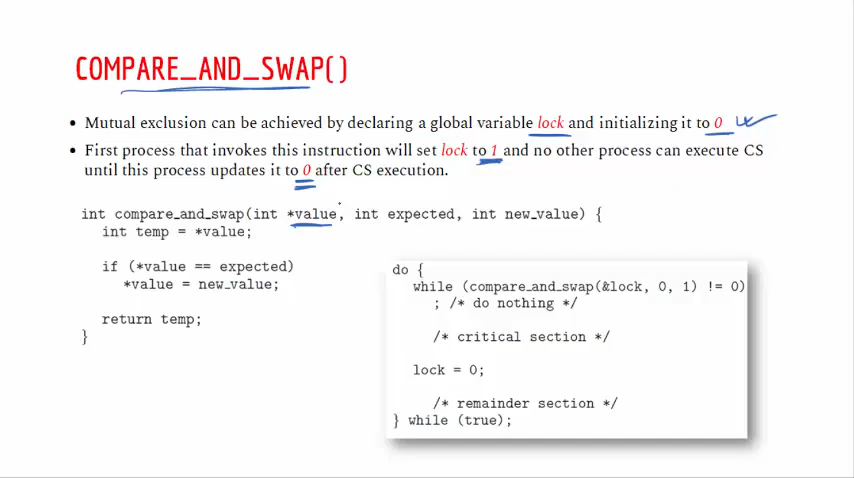 COMPARE_AND_SWAP()
• Mutual exclusion can be achieved by declaring a global variable lock and initializing it to 0
• First process that invokes this instruction will set lock to 1 and no other process can execute CS
until this process updates it to 0 after CS execution.
int compare_and_swap(int *value, int expected, int new_value) {
int temp = *value;
if (*value == expected)
*value = new_value;
return temp;
}
do {
while (compare_and_swap(&lock, 0, 1) != 0)
; /* do nothing */
/* critical section */
lock = 0;
/* remainder section */
} while (true);